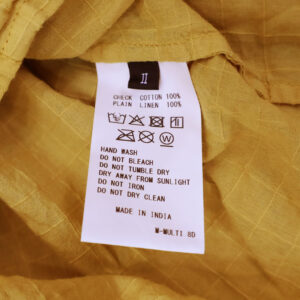 II
CHECK COTTON 100%
PLAIN LINEN 100%
W
HAND WASH
DO NOT BLEACH
DO NOT TUMBLE DRY
DRY AWAY FROM SUNLIGHT
DO NOT IRON
DO NOT DRY CLEAN
MADE IN INDIA
M-MULTI 8D